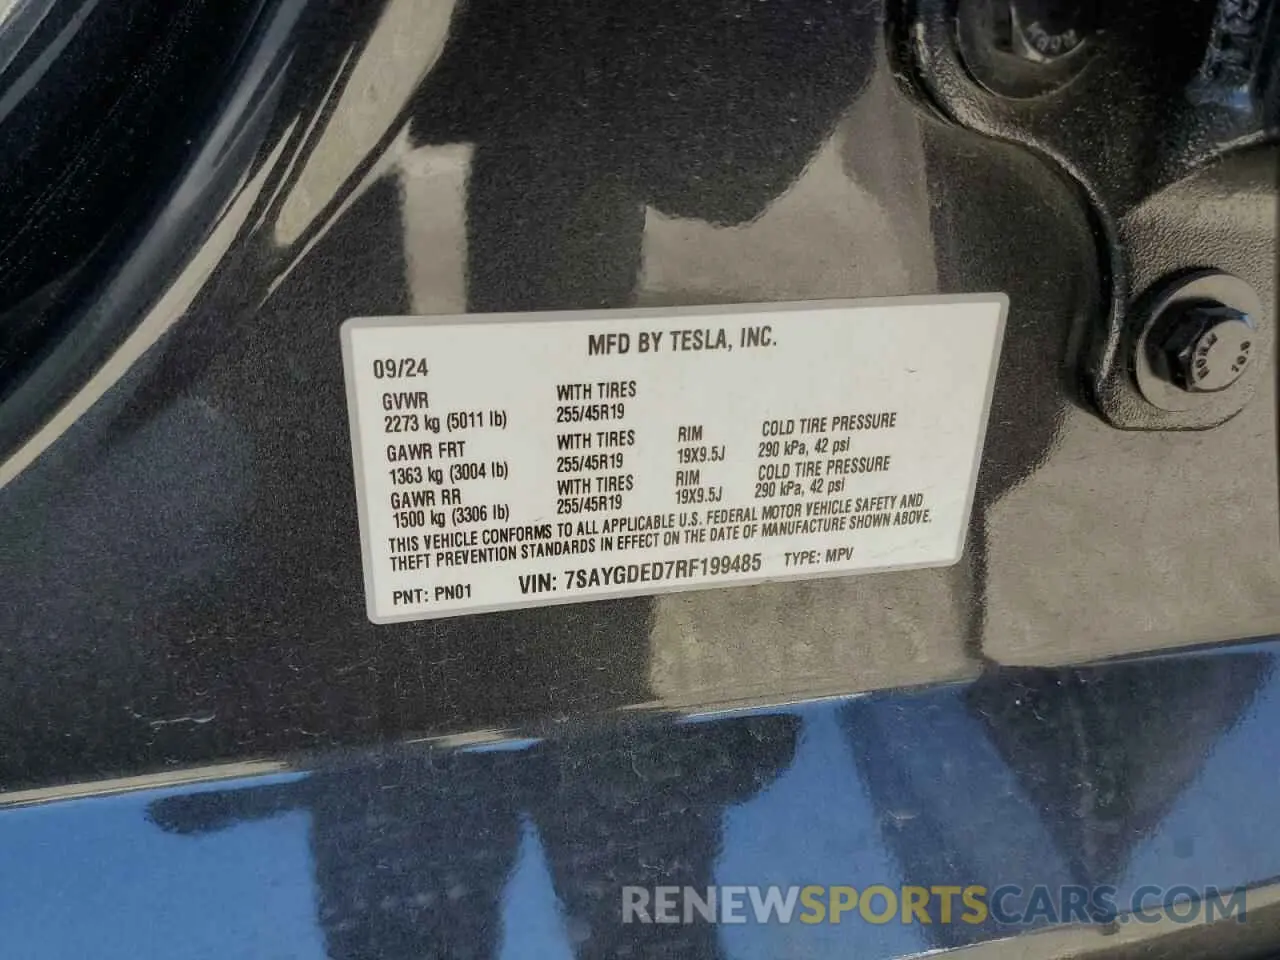 MFD BY TESLA, INC.
09/24
GVWR
2273 kg (5011 lb)
WITH TIRES
255/45R19
GAWR FRT
1363 kg (3004 lb)
WITH TIRES
255/45R19
RIM
19X9.5J
COLD TIRE PRESSURE
290 kPa, 42 psi
GAWR RR
1500 kg (3306 lb)
WITH TIRES
255/45R19
RIM
19X9.5J
COLD TIRE PRESSURE
290 kPa, 42 psi
THIS VEHICLE CONFORMS TO ALL APPLICABLE U.S. FEDERAL MOTOR VEHICLE SAFETY AND
THEFT PREVENTION STANDARDS IN EFFECT ON THE DATE OF MANUFACTURE SHOWN ABOVE.
PNT: PN01
VIN: 7SAYGDED7RF199485
TYPE: MPV
10.9
RENEWSPORTSCARS.COM